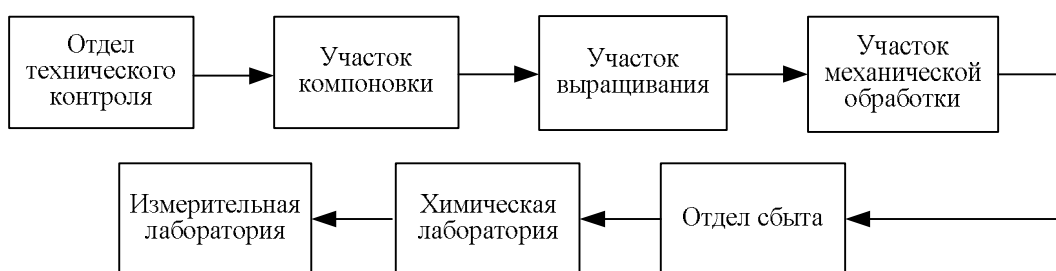 Отдел
технического
контроля
Участок
компоновки
Участок
выращивания
Участок
механической
обработки
Измерительная
лаборатория
Химическая
лаборатория
Отдел сбыта